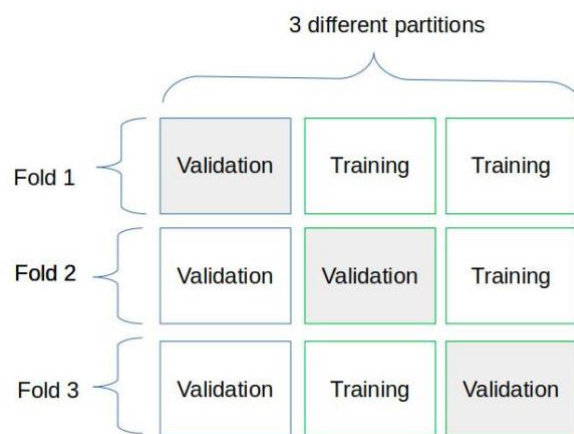 3 different partitions
Fold 1
Validation
Training
Training
Fold 2
Validation
Validation
Training
Fold 3
Validation
Training
Validation